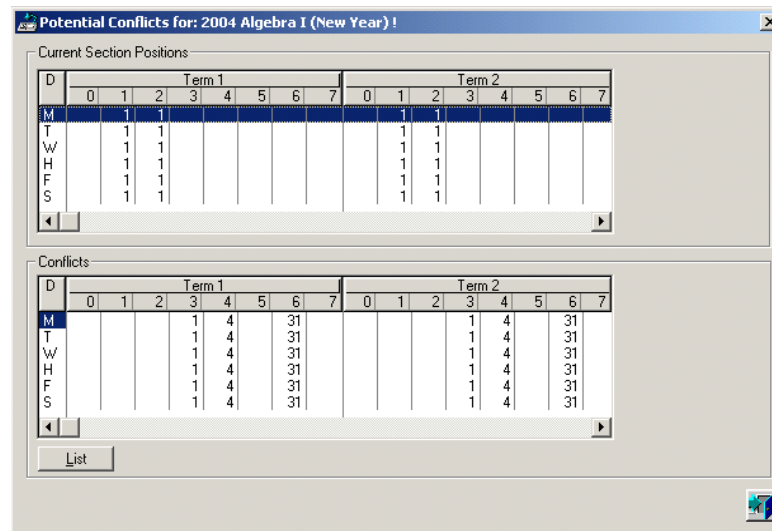 Potential Conflicts for: 2004 Algebra I (New Year) !
Current Section Positions
D Term 1 Term 2
0 1 2 3 4 5 6 7 0 1 2 3 4 5 6 7
M 1 1 1 1
T 1 1 1 1
W 1 1 1 1
H 1 1 1 1
F 1 1 1 1
S 1 1 1 1
Conflicts
D Term 1 Term 2
0 1 2 3 4 5 6 7 0 1 2 3 4 5 6 7
M 1 4 31 1 4 31
T 1 4 31 1 4 31
W 1 4 31 1 4 31
H 1 4 31 1 4 31
F 1 4 31 1 4 31
S 1 4 31 1 4 31
List